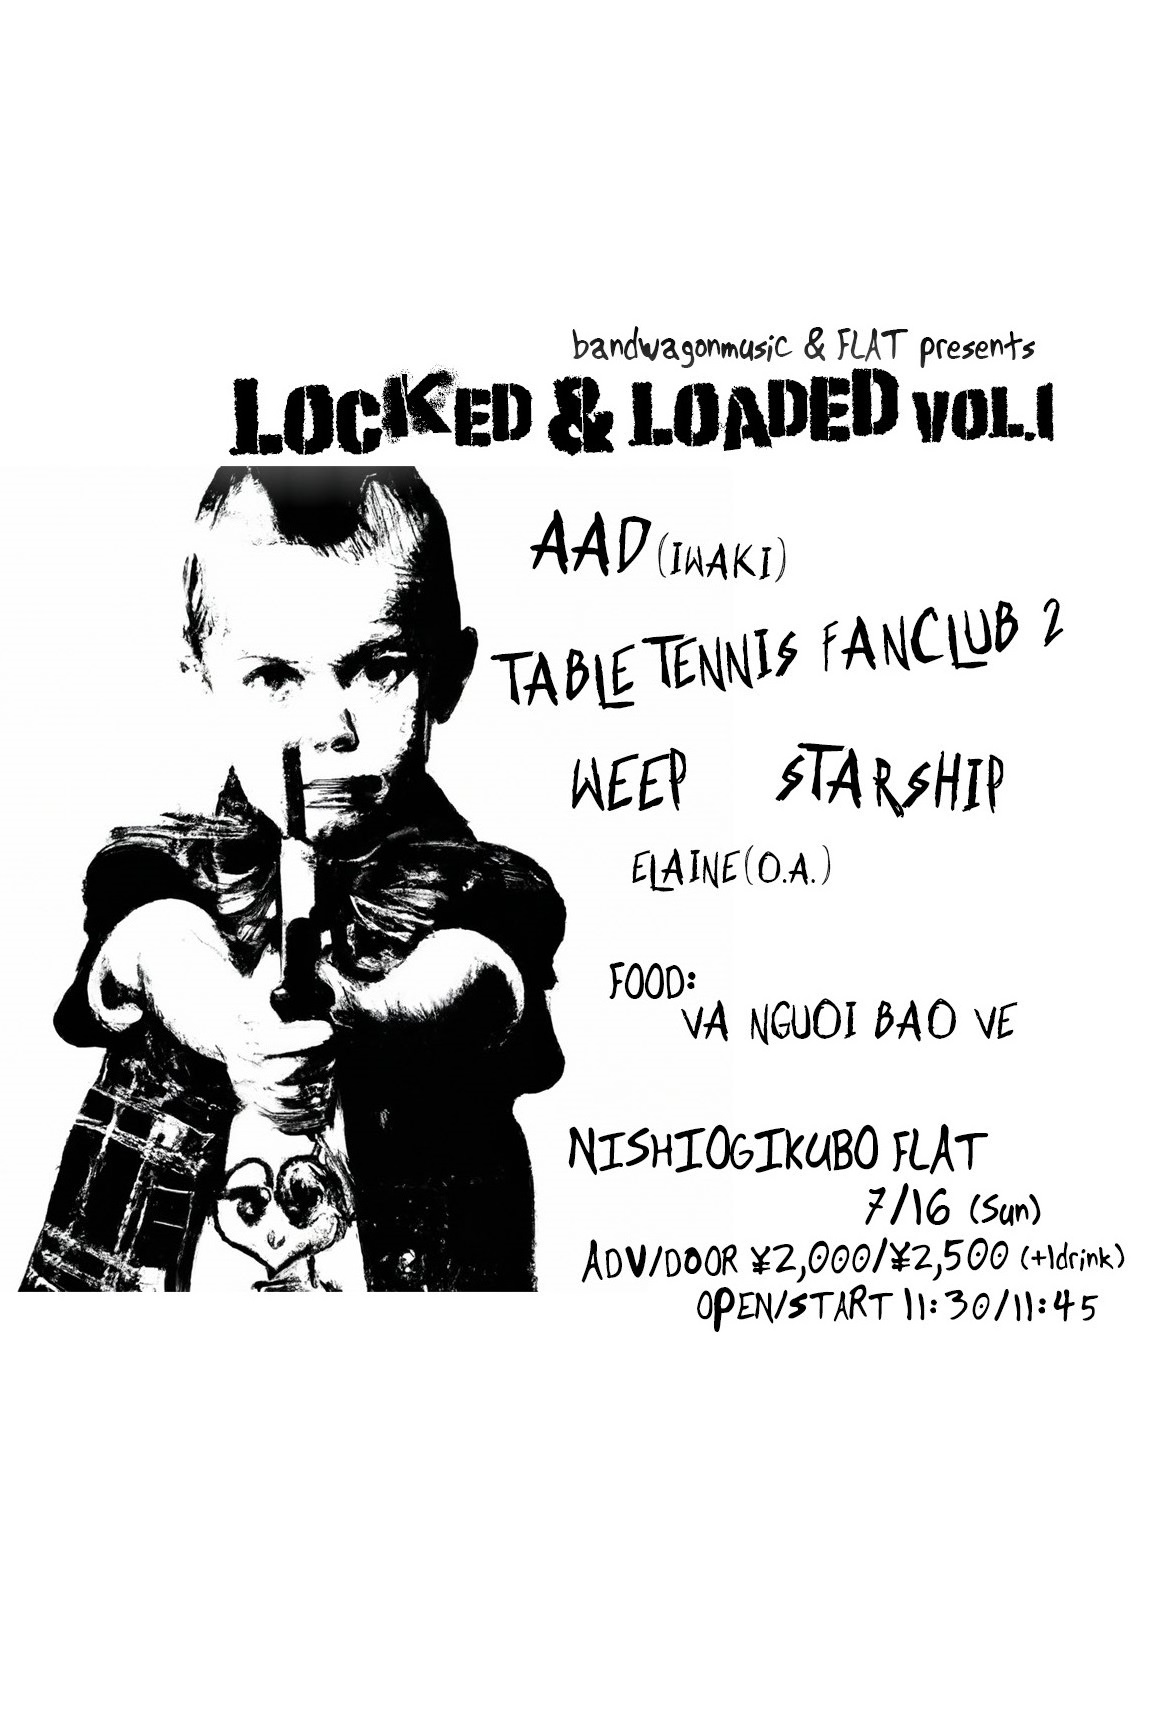 bandwagonmusic & FLAT presents
LOCKED & LOADED VOL.1
AAD (IWAKI)
TABLE TENNIS FANCLUB 2
WEEP STARSHIP
ELAINE (O.A.)
FOOD:
VA NGUOI BAO VE
NISHIOGIKUBO FLAT
7/16 (Sun)
ADV/DOOR ¥2,000/¥2,500 (+1drink)
OPEN/START 11:30/11:45